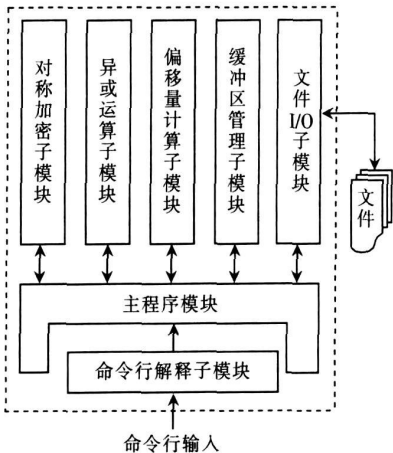 对称加密子模块
异或运算子模块
偏移量计算子模块
缓冲区管理子模块
文件I/O子模块
文件
主程序模块
命令行解释子模块
命令行输入